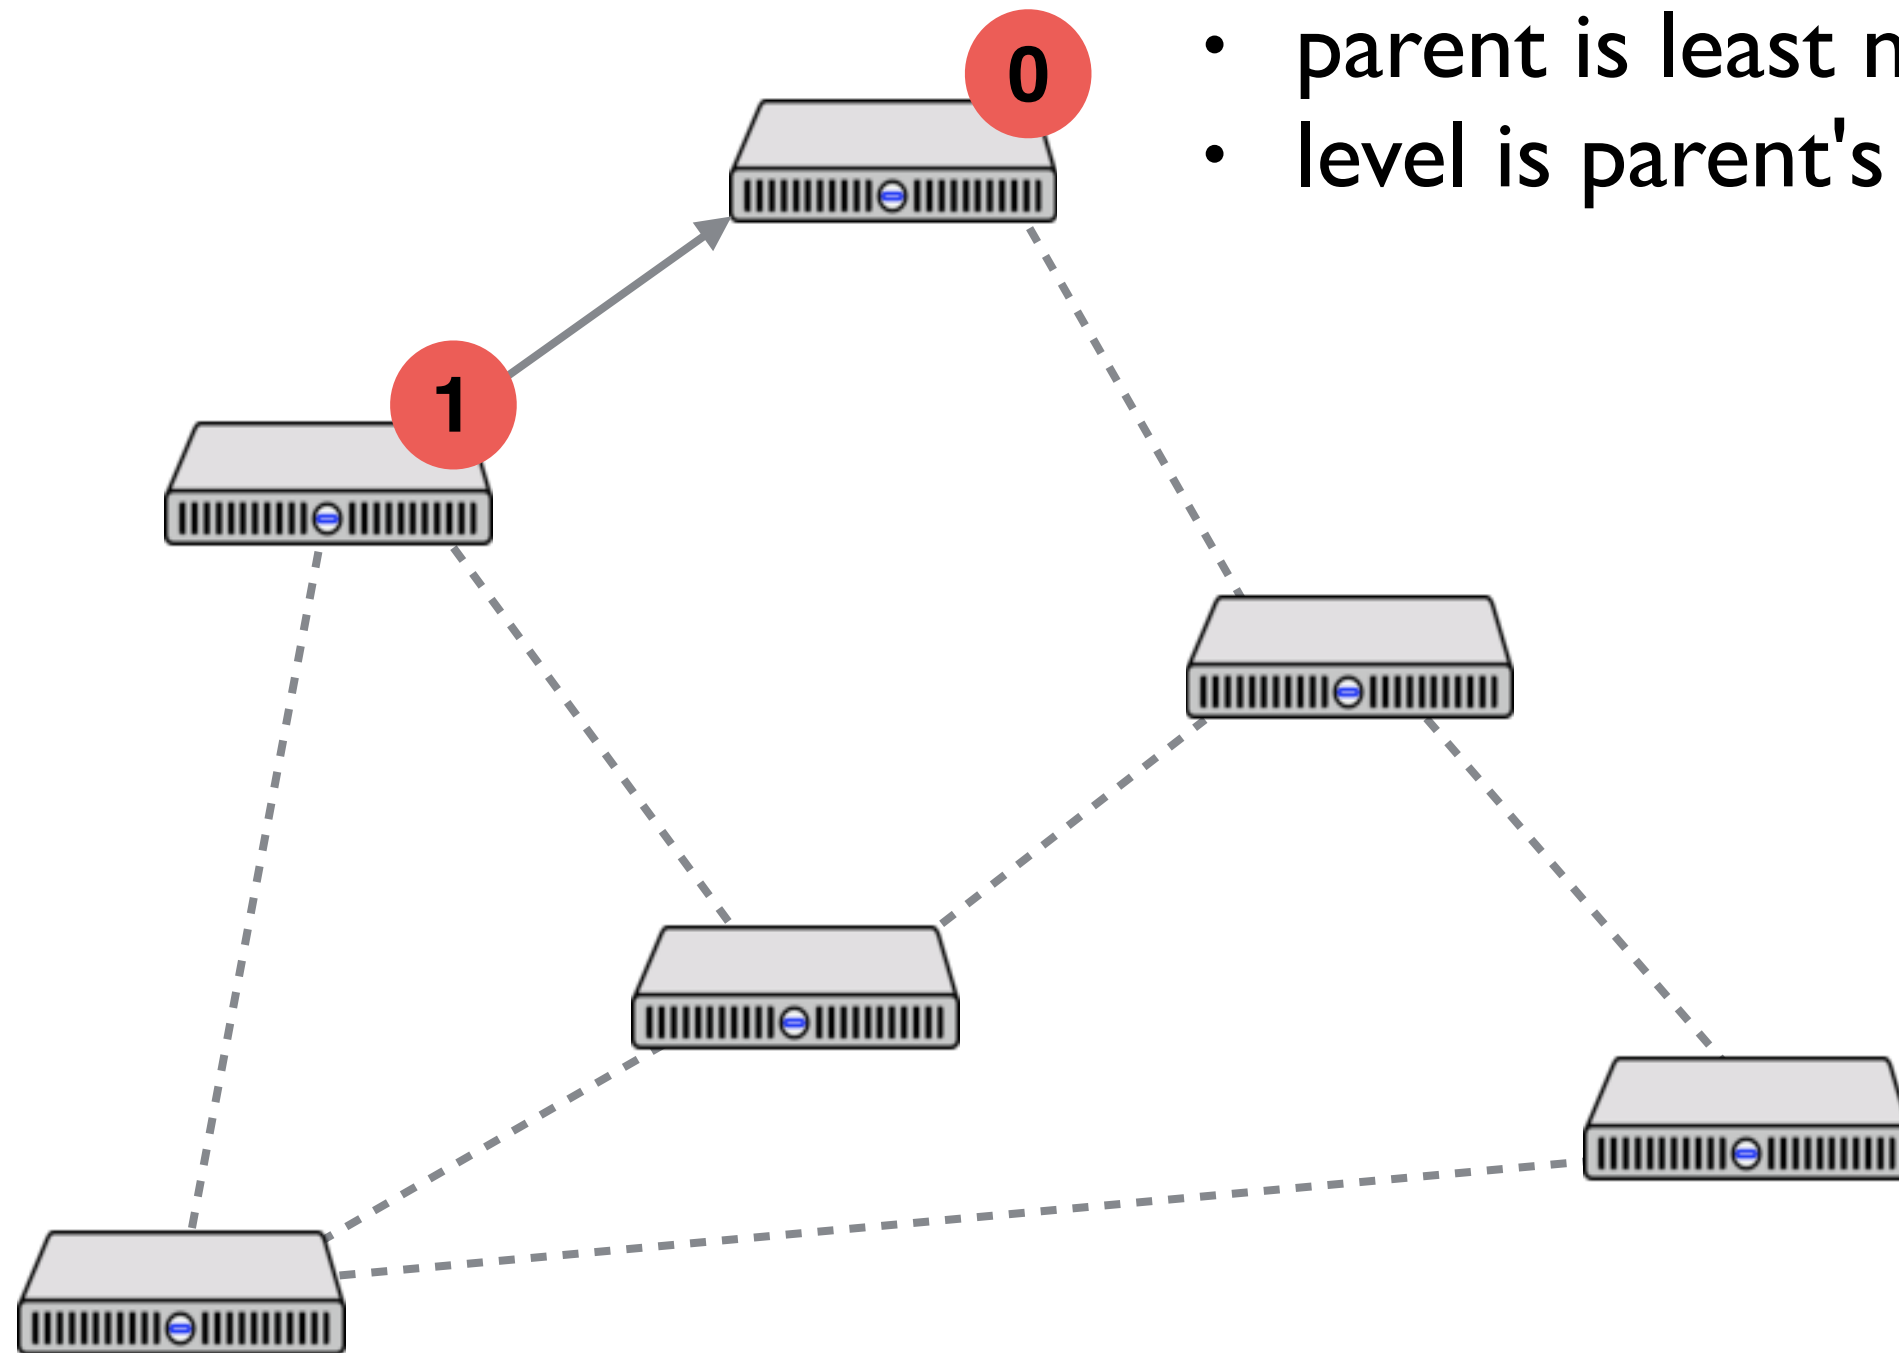 0
• parent is least
• level is parent's
1